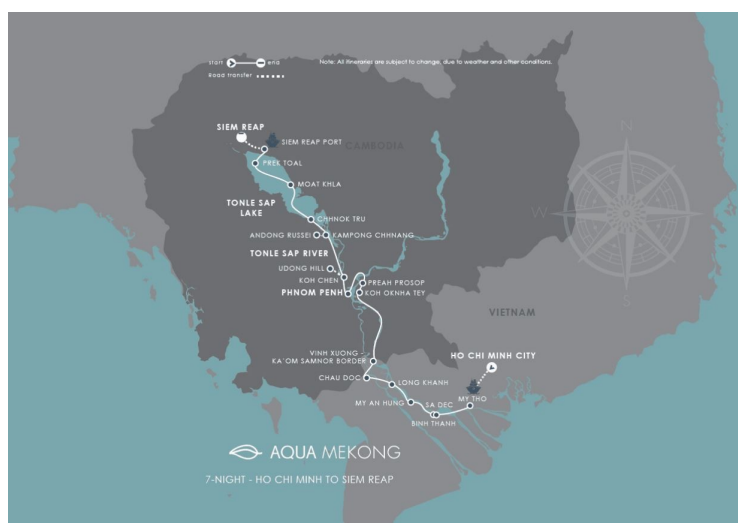 start end
Road transfer
Note: All itineraries are subject to change, due to weather and other conditions.
N
SIEM REAP
SIEM REAP PORT
CAMBODIA
PREK TOAL
MOAT KHLA
TONLE SAP
LAKE
W
E
CHHNOK TRU
ANDONG RUSSEI
KAMPONG CHHNANG
TONLE SAP RIVER
UDONG HILL
KOH CHEN
PREAH PROSOP
PHNOM PENH
KOH OKNHA TEY
S
VIETNAM
VINH XUONG -
KA'OM SAMNOR BORDER
HO CHI MINH CITY
CHAU DOC
LONG KHANH
MY AN HUNG
SA DEC
MY THO
BINH THANH
AQUA MEKONG
7-NIGHT - HO CHI MINH TO SIEM REAP